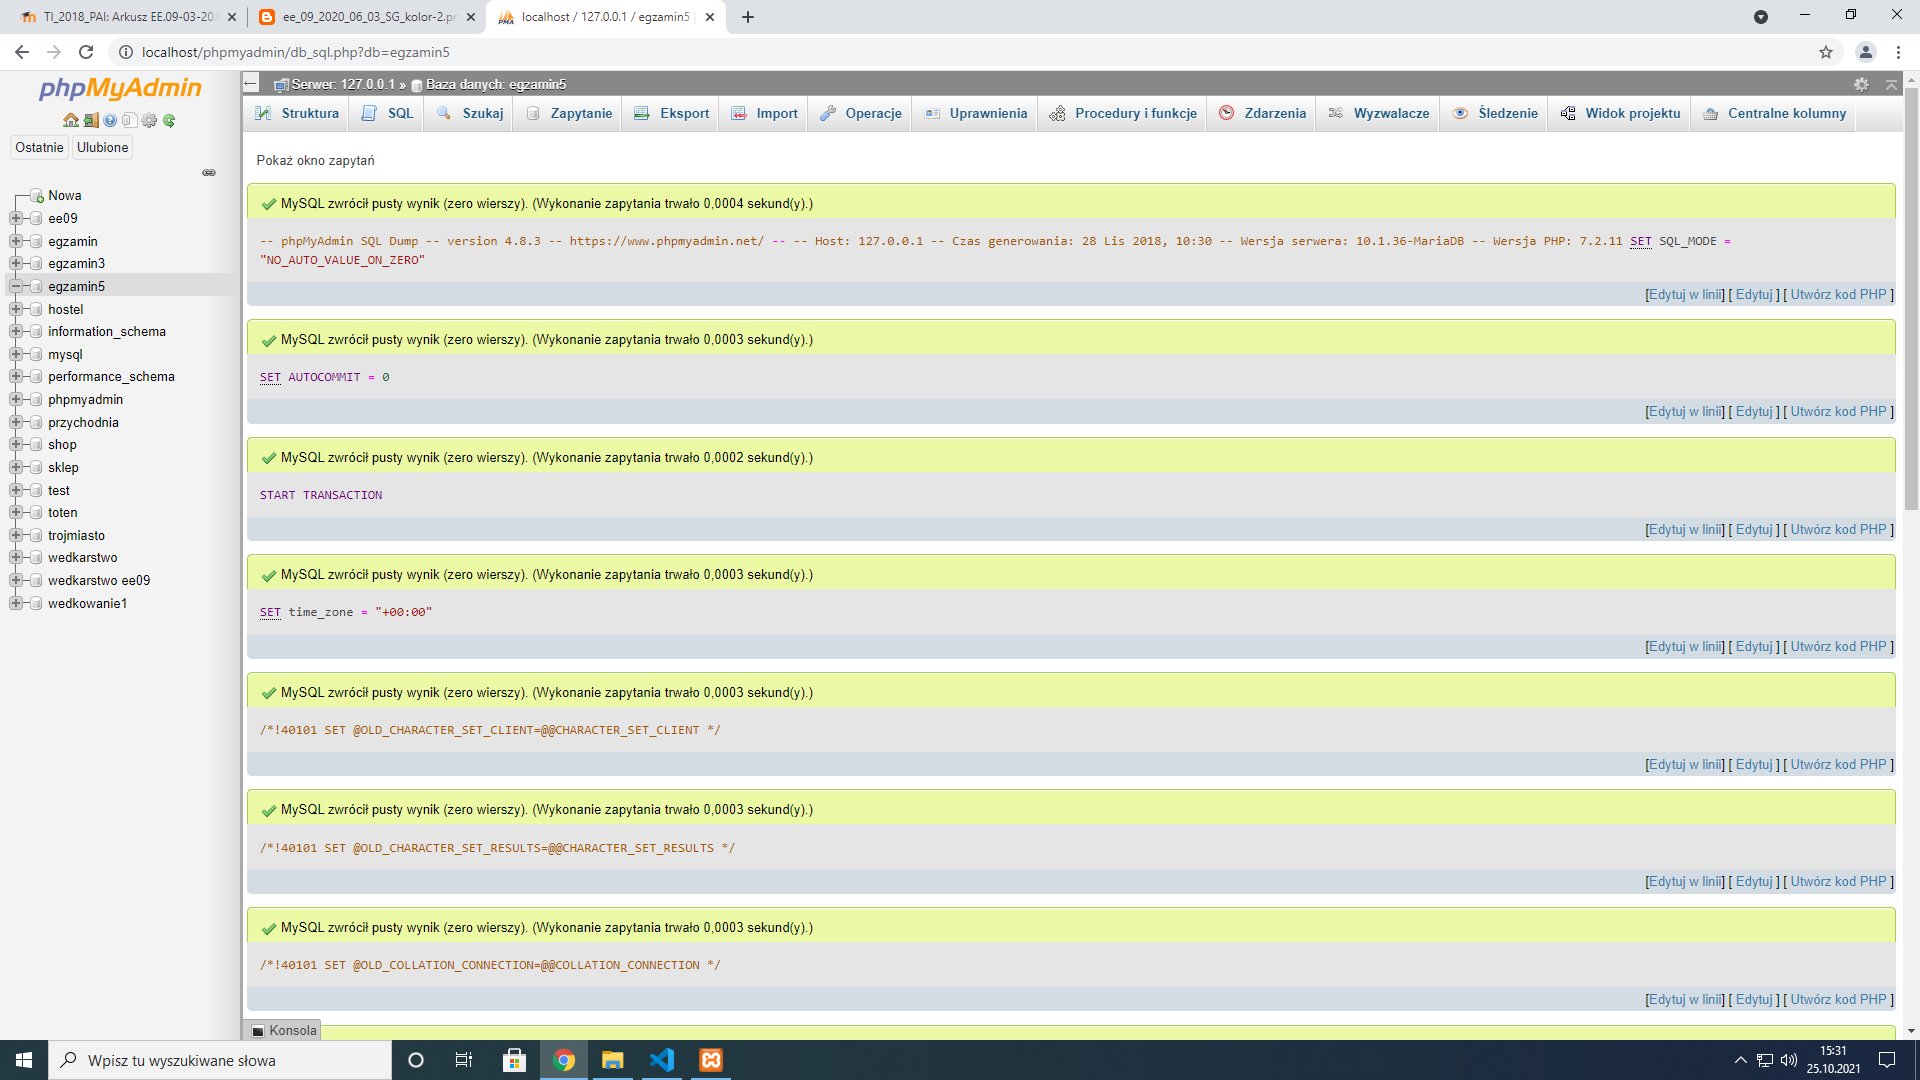 TI_2018_PAI: Arkusz EE.09-03-20.0
ee_09_2020_06_03_SG_kolor-2.pn
localhost / 127.0.0.1 / egzamin5 |
localhost/phpmyadmin/db_sql.php?db=egzamin5
phpMyAdmin
Ostatnie Ulubione
Nowa
ee09
egzamin
egzamin3
egzamin5
hostel
information_schema
mysql
performance_schema
phpmyadmin
przychodnia
shop
sklep
test
toten
trojmiasto
wedkarstwo
wedkarstwo ee09
wedkowanie1
Serwer: 127.0.0.1 » Baza danych: egzamin5
Struktura SQL Szukaj Zapytanie Eksport Import Operacje Uprawnienia Procedury i funkcje Zdarzenia Wyzwalacze Śledzenie Widok projektu Centralne kolumny
Pokaż okno zapytań
MySQL zwrócił pusty wynik (zero wierszy). (Wykonanie zapytania trwało 0,0004 sekund(y).)
-- phpMyAdmin SQL Dump -- version 4.8.3 -- https://www.phpmyadmin.net/ -- -- Host: 127.0.0.1 -- Czas generowania: 28 Lis 2018, 10:30 -- Wersja serwera: 10.1.36-MariaDB -- Wersja PHP: 7.2.11 SET SQL_MODE =
"NO_AUTO_VALUE_ON_ZERO"
[Edytuj w linii] [ Edytuj ] [ Utwórz kod PHP ]
MySQL zwrócił pusty wynik (zero wierszy). (Wykonanie zapytania trwało 0,0003 sekund(y).)
SET AUTOCOMMIT = 0
[Edytuj w linii] [ Edytuj ] [ Utwórz kod PHP ]
MySQL zwrócił pusty wynik (zero wierszy). (Wykonanie zapytania trwało 0,0002 sekund(y).)
START TRANSACTION
[Edytuj w linii] [ Edytuj ] [ Utwórz kod PHP ]
MySQL zwrócił pusty wynik (zero wierszy). (Wykonanie zapytania trwało 0,0003 sekund(y).)
SET time_zone = "+00:00"
[Edytuj w linii] [ Edytuj ] [ Utwórz kod PHP ]
MySQL zwrócił pusty wynik (zero wierszy). (Wykonanie zapytania trwało 0,0003 sekund(y).)
/*!40101 SET @OLD_CHARACTER_SET_CLIENT=@@CHARACTER_SET_CLIENT */
[Edytuj w linii] [ Edytuj ] [ Utwórz kod PHP ]
MySQL zwrócił pusty wynik (zero wierszy). (Wykonanie zapytania trwało 0,0003 sekund(y).)
/*!40101 SET @OLD_CHARACTER_SET_RESULTS=@@CHARACTER_SET_RESULTS */
[Edytuj w linii] [ Edytuj ] [ Utwórz kod PHP ]
MySQL zwrócił pusty wynik (zero wierszy). (Wykonanie zapytania trwało 0,0003 sekund(y).)
/*!40101 SET @OLD_COLLATION_CONNECTION=@@COLLATION_CONNECTION */
[Edytuj w linii] [ Edytuj ] [ Utwórz kod PHP ]
Konsola
Wpisz tu wyszukiwane słowa
15:31
25.10.2021